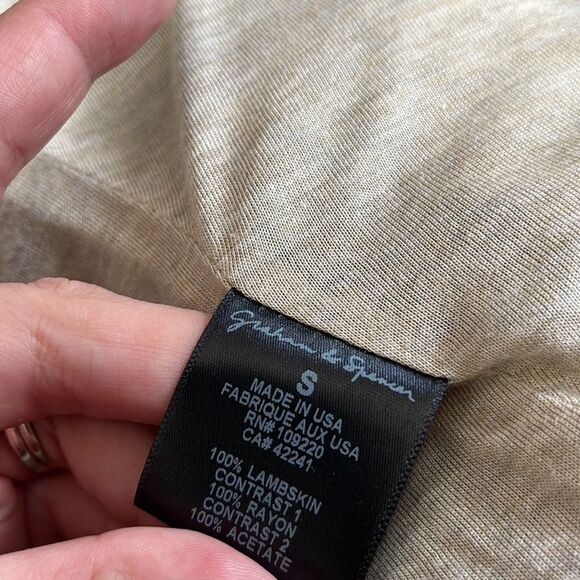 Graham & Spencer
S
MADE IN USA
FABRIQUE AUX USA
RN# 109220
CA# 42241
100% LAMBSKIN
CONTRAST 1
100% RAYON
CONTRAST 2
100% ACETATE